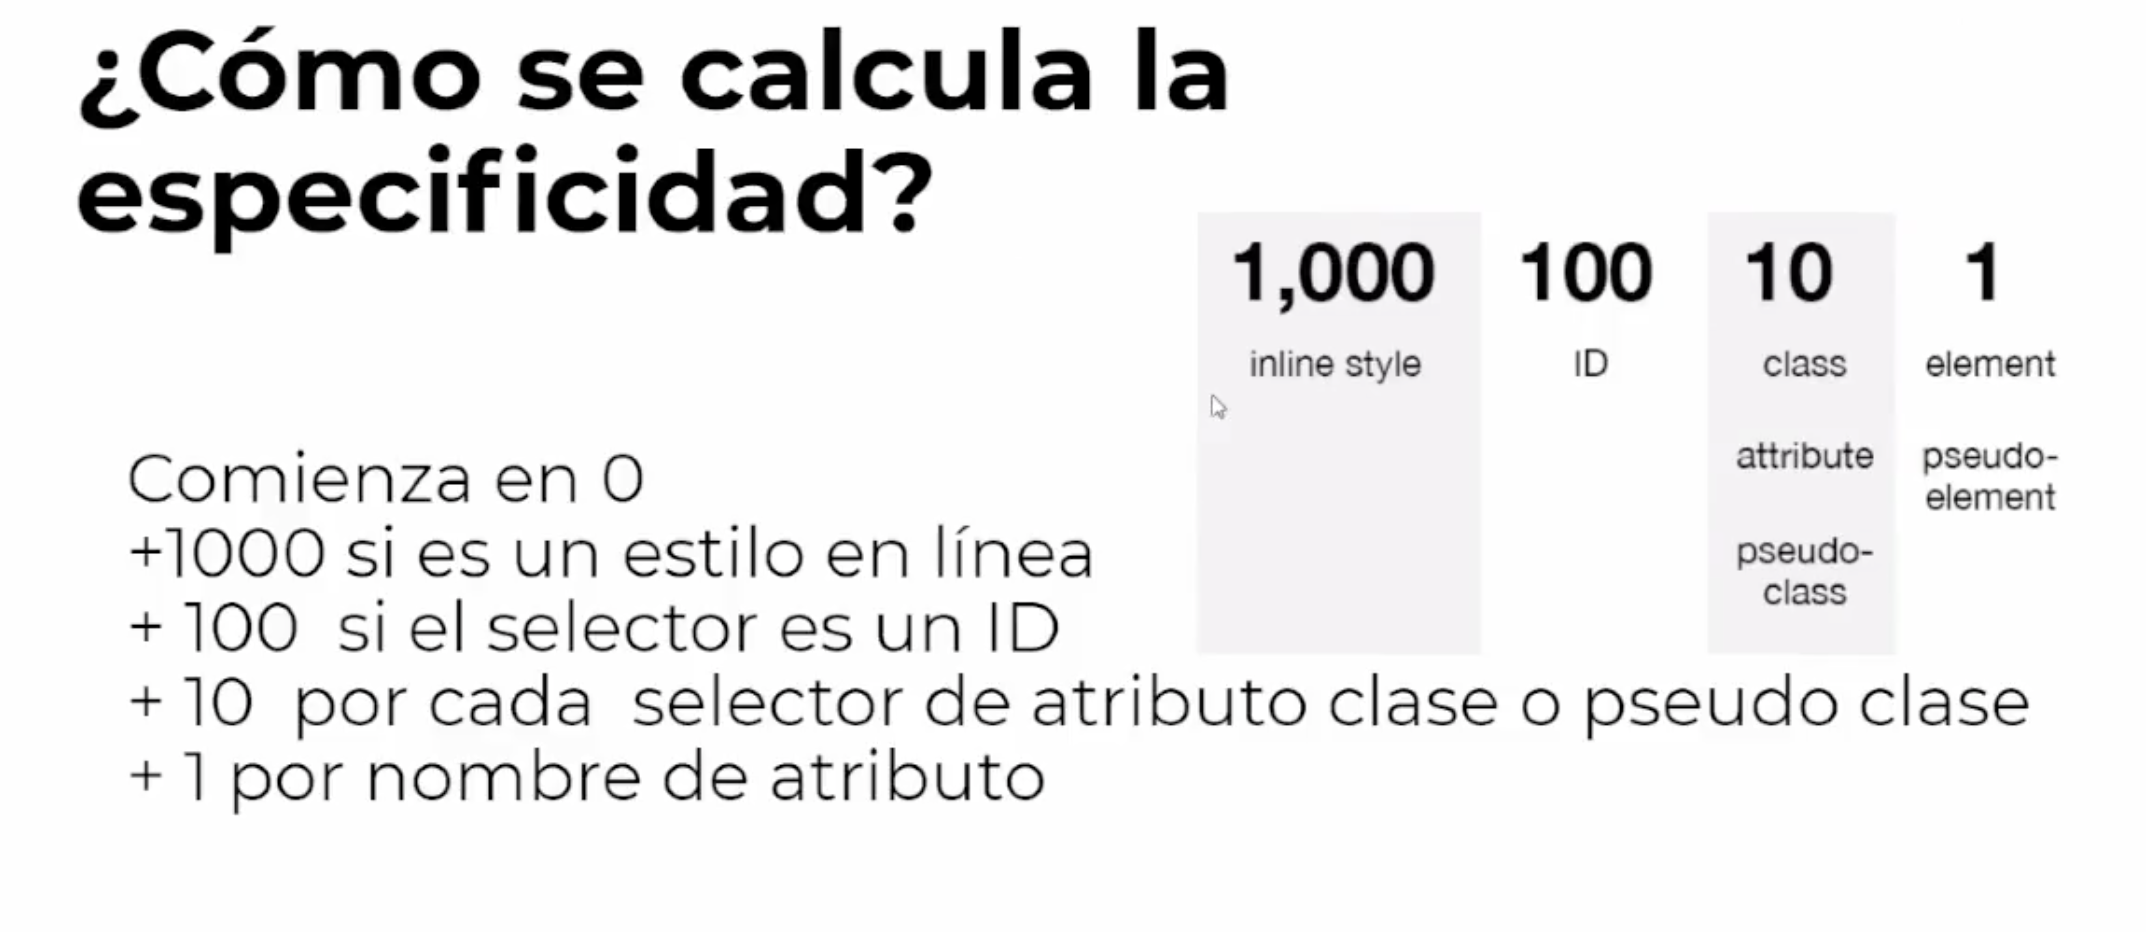 ¿Cómo se calcula la
especificidad?
1,000 100 10 1
inline style ID class element
attribute pseudo-
element
pseudo-
class
Comienza en 0
+1000 si es un estilo en línea
+ 100 si el selector es un ID
+ 10 por cada selector de atributo clase o pseudo clase
+ 1 por nombre de atributo